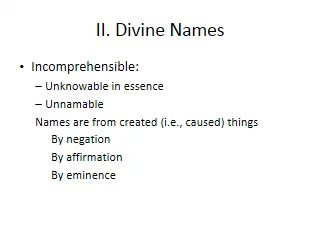 II. Divine Names
• Incomprehensible:
– Unknowable in essence
– Unnamable
Names are from created (i.e., caused) things
By negation
By affirmation
By eminence